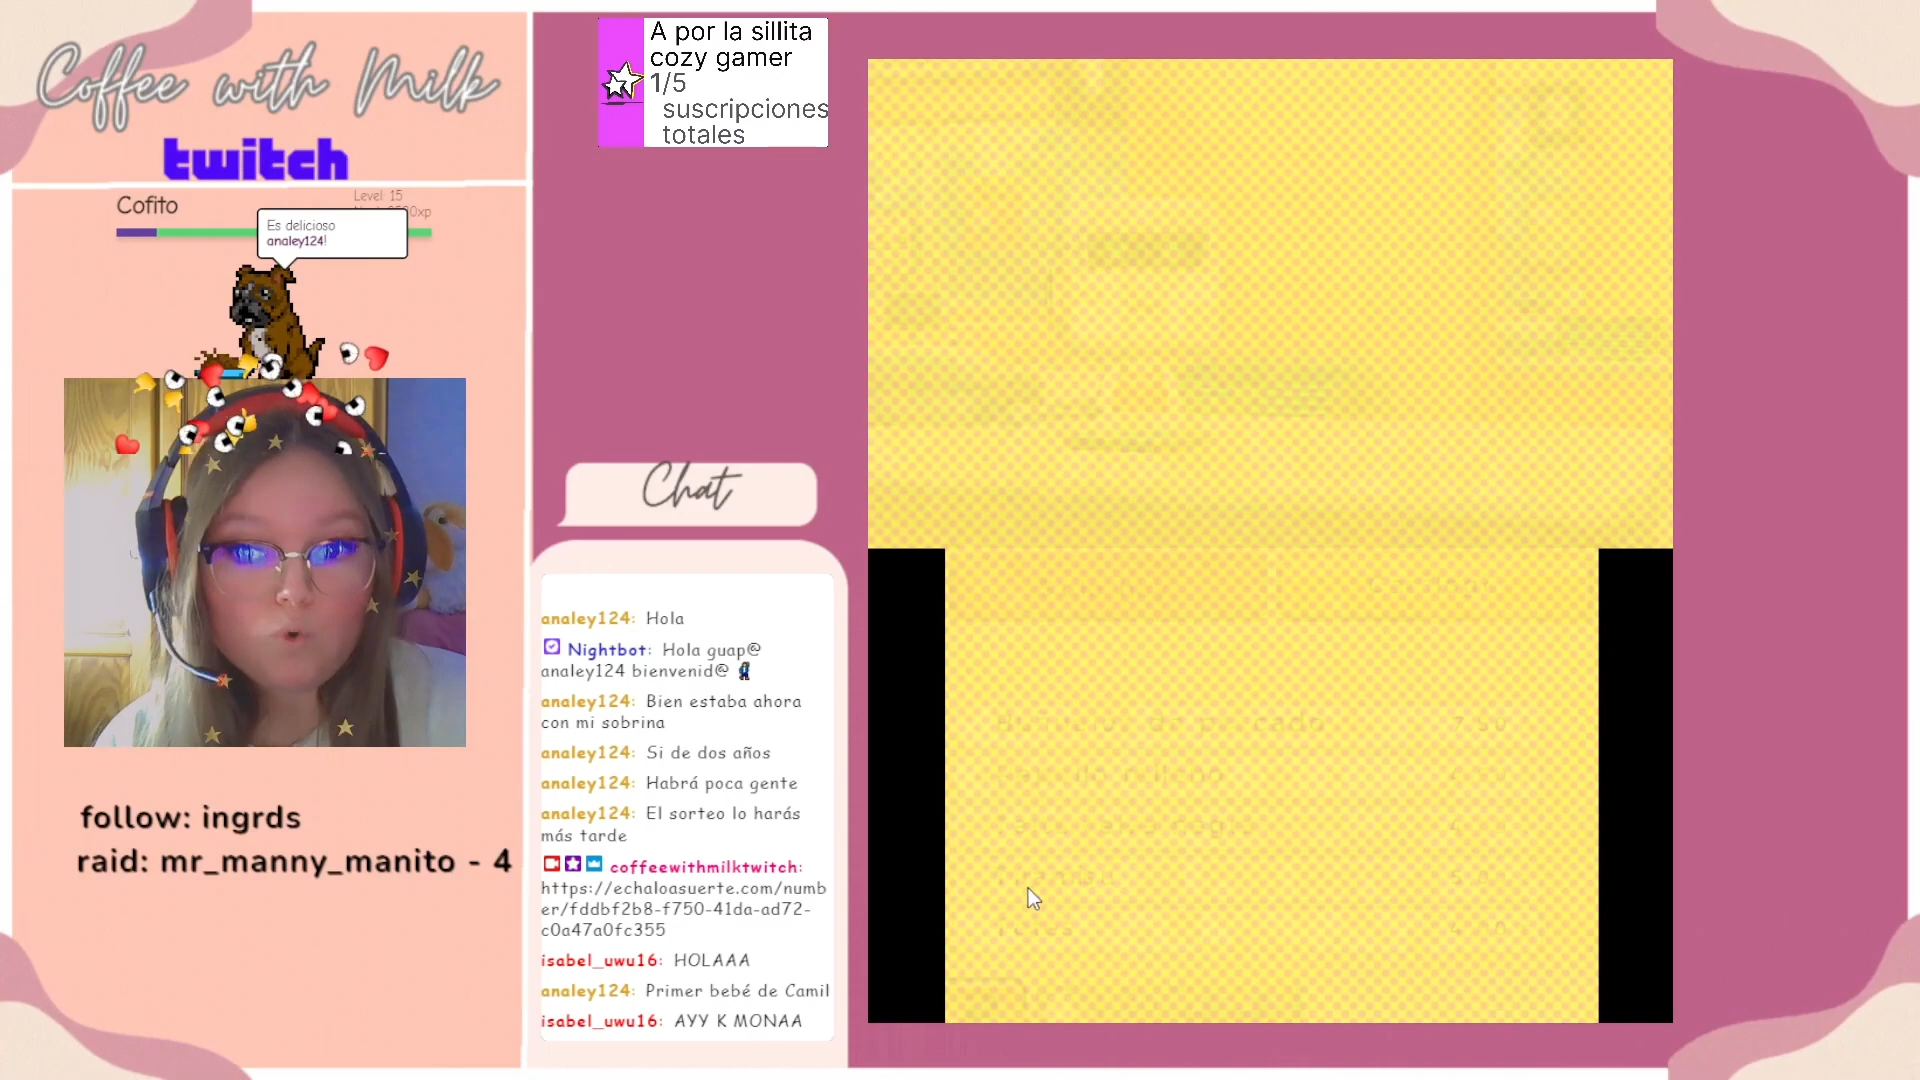 Coffee with Milk
twitch
Cofito
Level: 15
Es delicioso
analey124!
follow: ingrds
raid: mr_manny_manito - 4
A por la sillita
cozy gamer
1/5
suscripciones
totales
Chat
analey124: Hola
Nightbot: Hola guap@
analey124 bienvenid@
analey124: Bien estaba ahora
con mi sobrina
analey124: Si de dos años
analey124: Habrá poca gente
analey124: El sorteo lo harás
más tarde
coffeewithmilktwitch:
https://echaloasuerte.com/numb
er/fddbf2b8-f750-41da-ad72-
c0a47a0fc355
isabel_uwu16: HOLAAA
analey124: Primer bebé de Camil
isabel_uwu16: AYY K MONAA